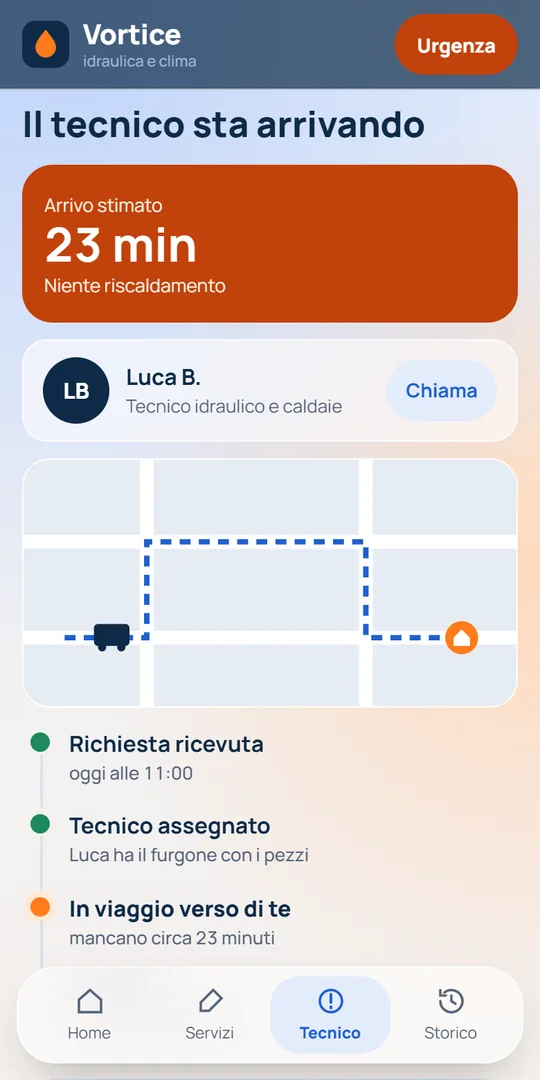 Vortice
idraulica e clima
Urgenza
Il tecnico sta arrivando
Arrivo stimato
23 min
Niente riscaldamento
LB
Luca B.
Tecnico idraulico e caldaie
Chiama
Richiesta ricevuta
oggi alle 11:00
Tecnico assegnato
Luca ha il furgone con i pezzi
In viaggio verso di te
mancano circa 23 minuti
Home
Servizi
Tecnico
Storico